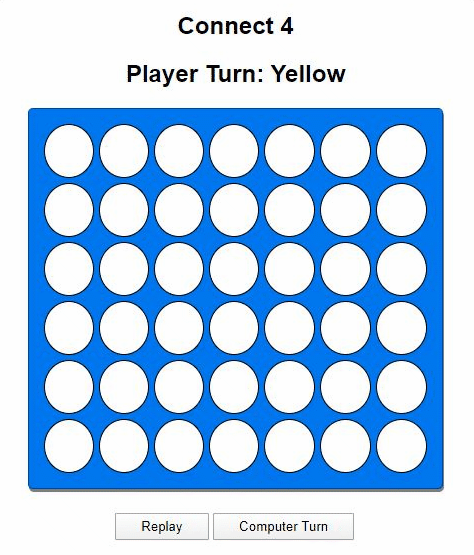 Connect 4
Player Turn: Yellow
Replay
Computer Turn